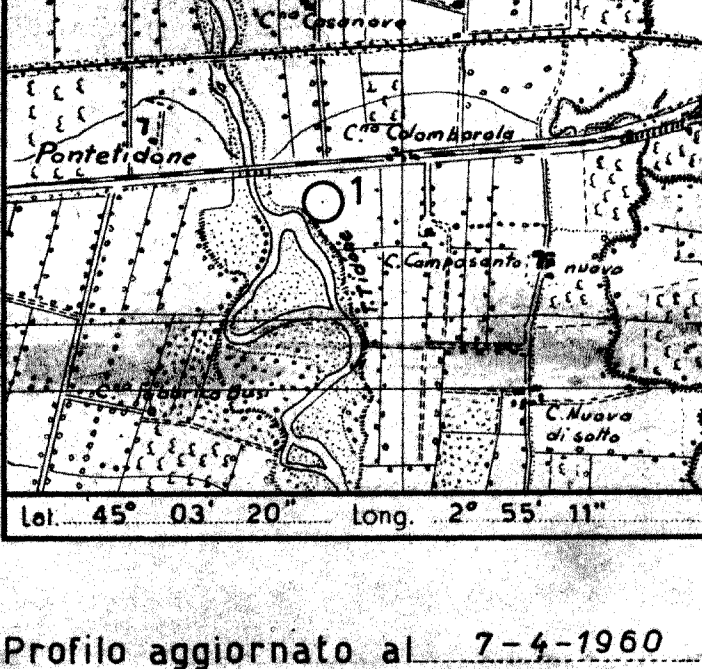 C.na Casanova
C.na Colombarola
Pontetidone
1
C. Camposanto
nuovo
C. Nuova
di sotto
Lat. 45° 03' 20" Long. 2° 55' 11"
Profilo aggiornato al 7-4-1960